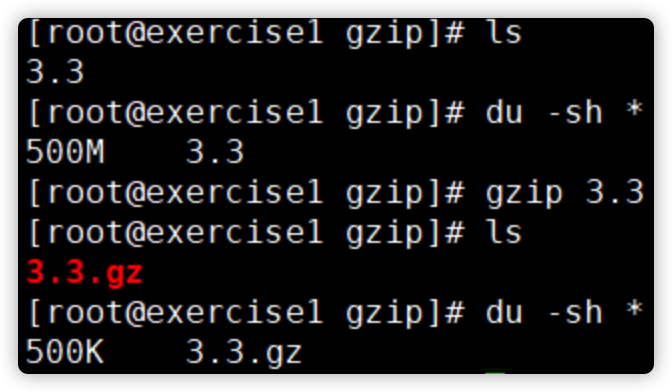 [root@exercise1 gzip]# ls
3.3
[root@exercise1 gzip]# du -sh *
500M    3.3
[root@exercise1 gzip]# gzip 3.3
[root@exercise1 gzip]# ls
3.3.gz
[root@exercise1 gzip]# du -sh *
500K    3.3.gz